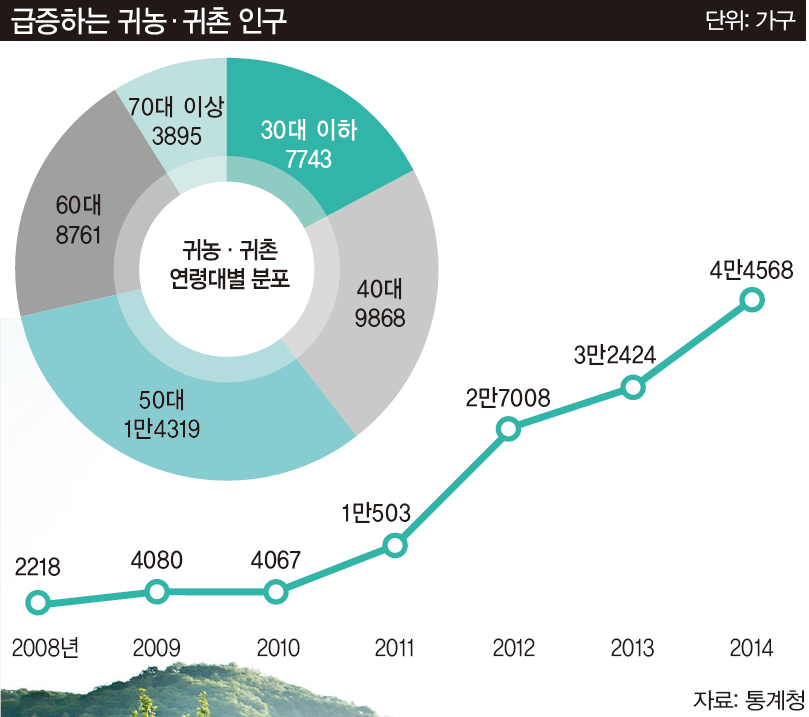 급증하는 귀농·귀촌 인구
단위: 가구
70대 이상
3895
30대 이하
7743
60대
8761
귀농·귀촌
연령대별 분포
40대
9868
50대
1만4319
2218
4080
4067
1만503
2만7008
3만2424
4만4568
2008년
2009
2010
2011
2012
2013
2014
자료: 통계청